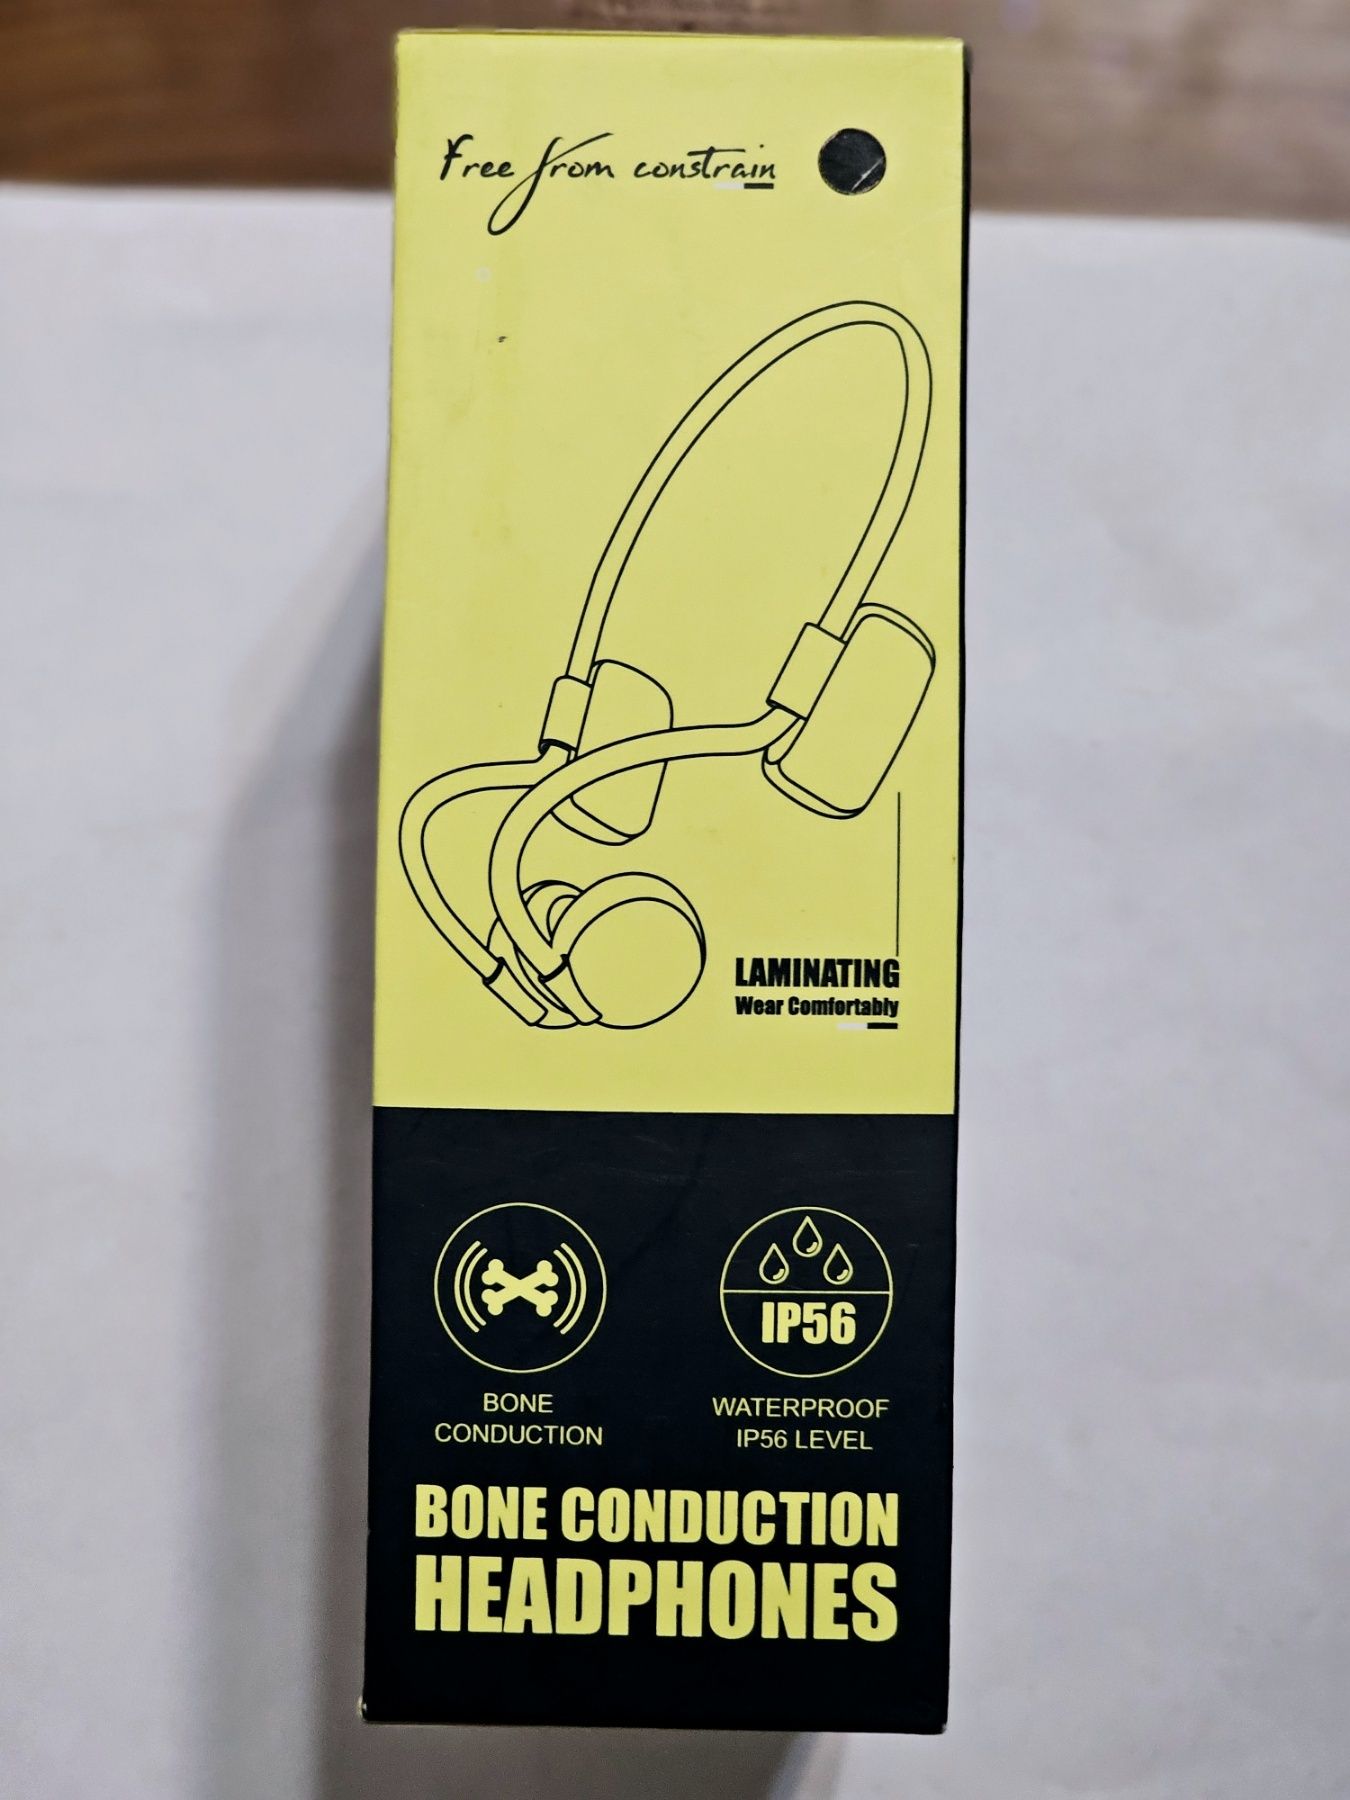 Free from constrain
LAMINATING
Wear Comfortably
IP56
BONE
CONDUCTION
WATERPROOF
IP56 LEVEL
BONE CONDUCTION
HEADPHONES